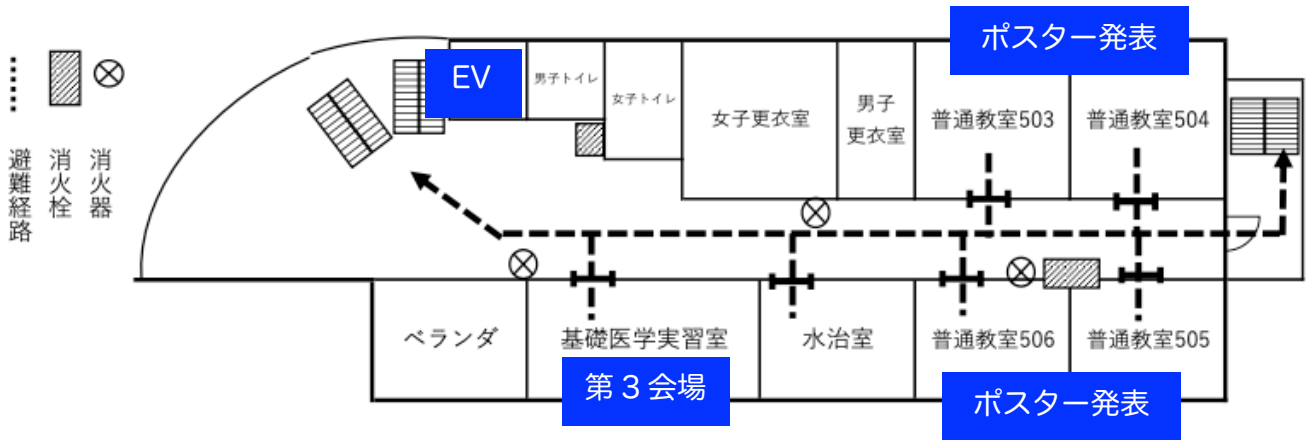 ポスター発表
EV
男子トイレ
女子トイレ
女子更衣室
男子
更衣室
普通教室503
普通教室504
避難経路
消火栓
消火器
ベランダ
基礎医学実習室
水治室
普通教室506
普通教室505
第3会場
ポスター発表